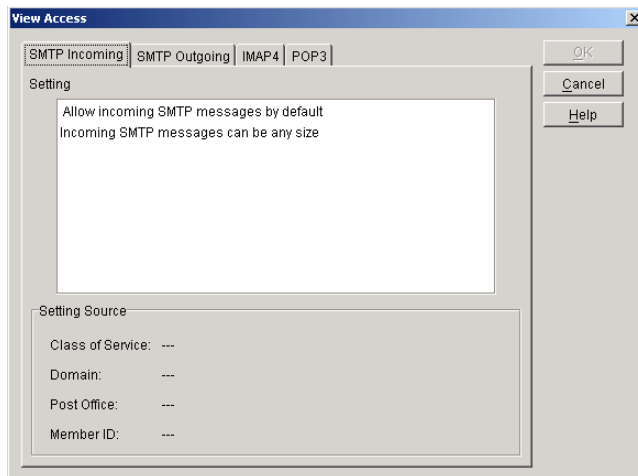 View Access
SMTP Incoming SMTP Outgoing IMAP4 POP3
OK
Cancel
Help
Setting
Allow incoming SMTP messages by default
Incoming SMTP messages can be any size
Setting Source
Class of Service: ---
Domain: ---
Post Office: ---
Member ID: ---